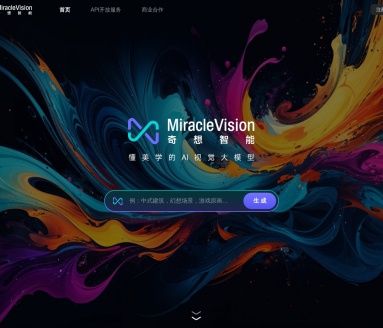 MiracleVision
奇想智能
首页
API开发服务
商业合作
MiracleVision
奇想智能
懂美学的AI视觉大模型
例：中式建筑，幻想场景，游戏原画...
生成